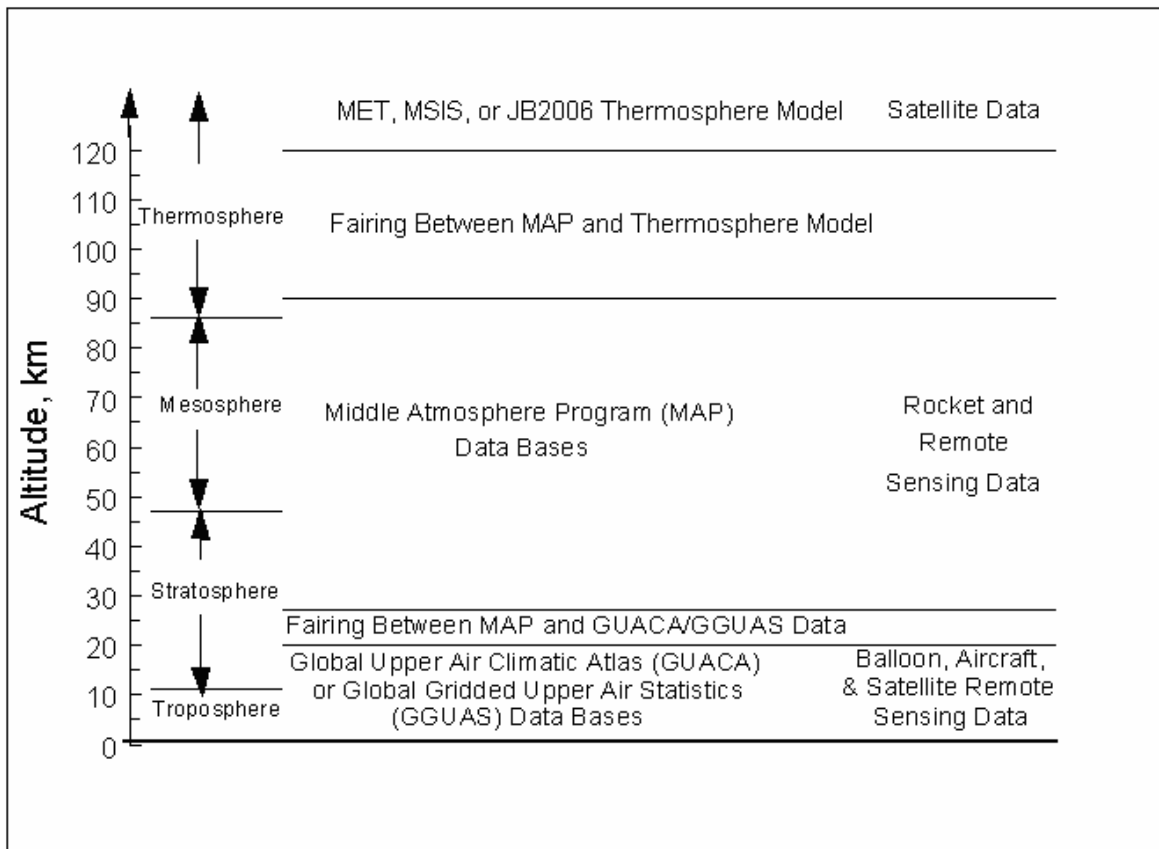 MET, MSIS, or JB2006 Thermosphere Model
Satellite Data
120
110
Thermosphere
Fairing Between MAP and Thermosphere Model
100
90
80
Altitude, km
70
Mesosphere
Middle Atmosphere Program (MAP)
Data Bases
Rocket and
Remote
Sensing Data
60
50
40
30
Stratosphere
Fairing Between MAP and GUACA/GGUAS Data
20
Global Upper Air Climatic Atlas (GUACA)
or Global Gridded Upper Air Statistics
(GGUAS) Data Bases
Balloon, Aircraft,
& Satellite Remote
Sensing Data
10
Troposphere
0